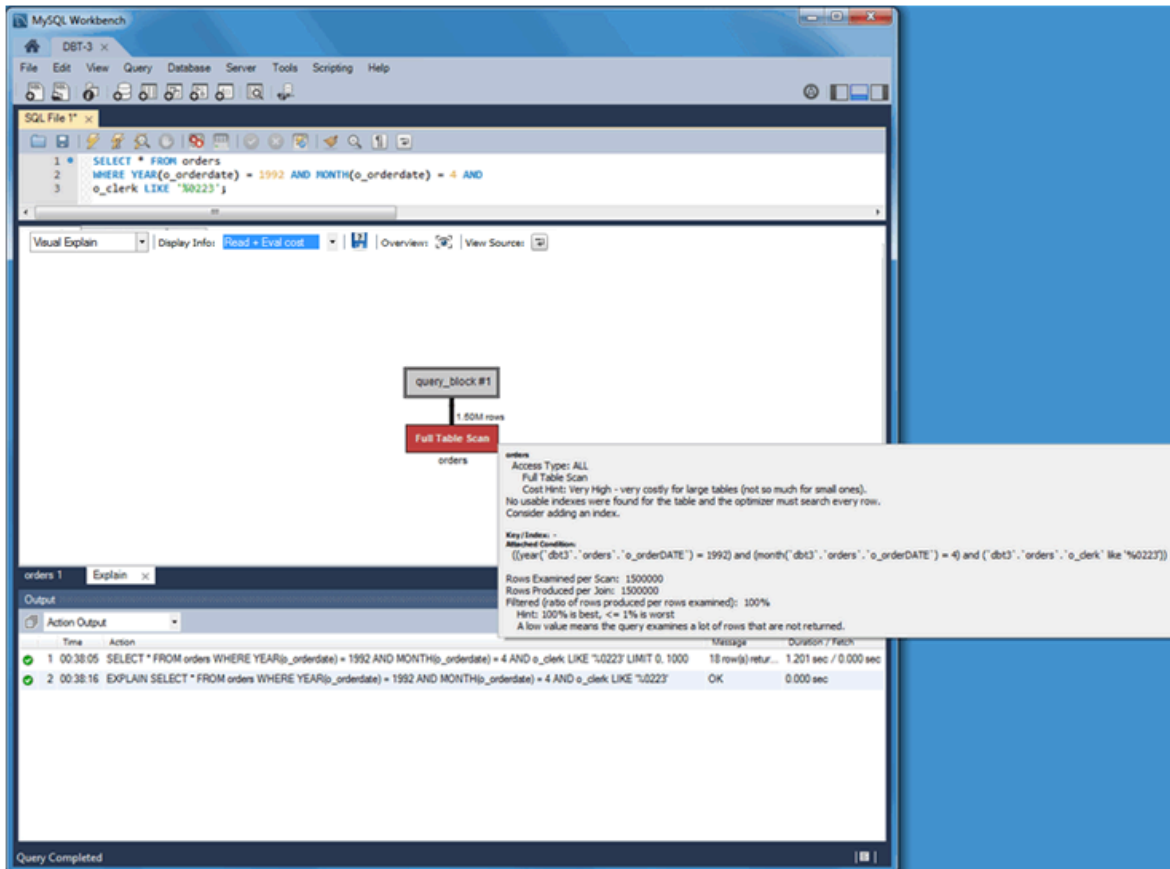 MySQL Workbench
DBT-3
File Edit View Query Database Server Tools Scripting Help
SQL File 1*
1 SELECT * FROM orders
2 WHERE YEAR(o_orderdate) = 1992 AND MONTH(o_orderdate) = 4 AND
3 o_clerk LIKE '%0223';
Visual Explain Display Info: Read + Eval cost Overview: View Source:
query_block #1
1.50M rows
Full Table Scan
orders
orders
Access Type: ALL
Full Table Scan
Cost Hint: Very High - very costly for large tables (not so much for small ones).
No usable indexes were found for the table and the optimizer must search every row.
Consider adding an index.
Key/Index: -
Attached Condition:
((year(`dbt3`.`orders`.`o_orderDATE`) = 1992) and (month(`dbt3`.`orders`.`o_orderDATE`) = 4) and (`dbt3`.`orders`.`o_clerk` like '%0223'))
Rows Examined per Scan: 1500000
Rows Produced per Join: 1500000
Filtered (ratio of rows produced per rows examined): 100%
Hint: 100% is best, <= 1% is worst
A low value means the query examines a lot of rows that are not returned.
orders 1 Explain
Output
Action Output
Time Action Message Duration / Fetch
1 00:38:05 SELECT * FROM orders WHERE YEAR(o_orderdate) = 1992 AND MONTH(o_orderdate) = 4 AND o_clerk LIKE '%0223' LIMIT 0, 1000 18 row(s) retur... 1.201 sec / 0.000 sec
2 00:38:16 EXPLAIN SELECT * FROM orders WHERE YEAR(o_orderdate) = 1992 AND MONTH(o_orderdate) = 4 AND o_clerk LIKE '%0223' OK 0.000 sec
Query Completed